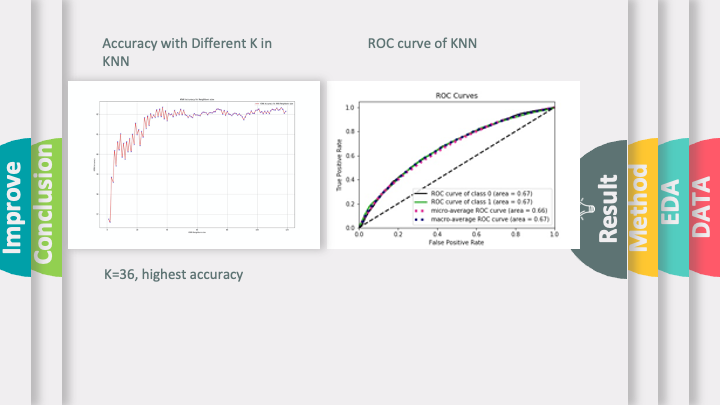 Accuracy with Different K in
KNN
ROC curve of KNN
ROC Curves
True Positive Rate
1.0
0.8
0.6
0.4
0.2
0.0
ROC curve of class 0 (area = 0.67)
ROC curve of class 1 (area = 0.67)
micro-average ROC curve (area = 0.66)
macro-average ROC curve (area = 0.67)
0.0 0.2 0.4 0.6 0.8 1.0
False Positive Rate
K=36, highest accuracy
Improve
Conclusion
Result
Method
EDA
DATA